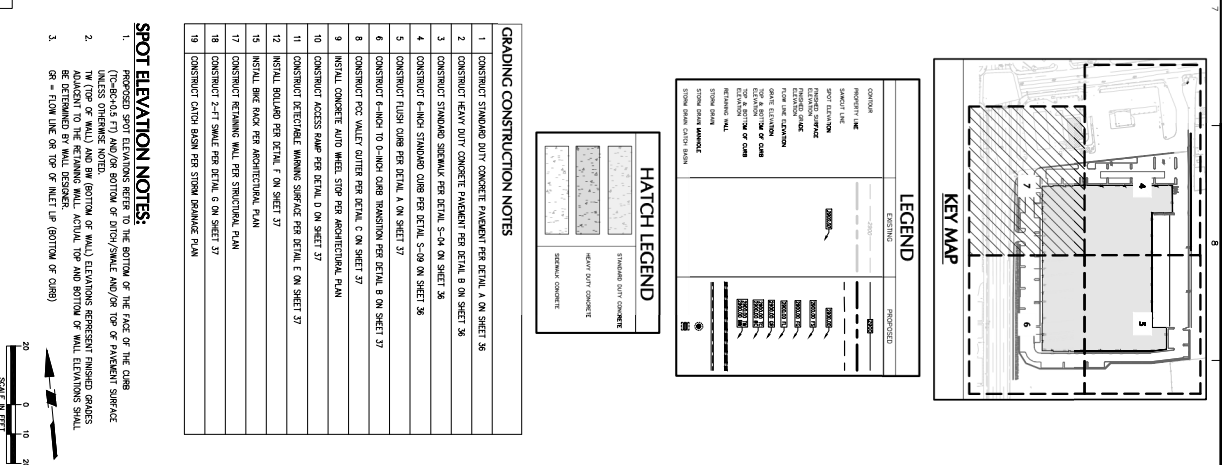 KEY MAP
4
5
7
6
8
7
LEGEND
EXISTING
PROPOSED
CONTOUR
PROPERTY LINE
SAWCUT LINE
SPOT ELEVATION
FINISHED SURFACE
ELEVATION
FINISHED GRADE
ELEVATION
FLOW LINE ELEVATION
GRATE ELEVATION
TOP & BOTTOM OF CURB
ELEVATION
TOP & BOTTOM OF CURB
ELEVATION
RETAINING WALL
STORM DRAIN
STORM DRAIN MANHOLE
STORM DRAIN CATCH BASIN
HATCH LEGEND
STANDARD DUTY CONCRETE
HEAVY DUTY CONCRETE
SIDEWALK CONCRETE
GRADING CONSTRUCTION NOTES
1 CONSTRUCT STANDARD DUTY CONCRETE PAVEMENT PER DETAIL A ON SHEET 36
2 CONSTRUCT HEAVY DUTY CONCRETE PAVEMENT PER DETAIL B ON SHEET 36
3 CONSTRUCT STANDARD SIDEWALK PER DETAIL S-04 ON SHEET 36
4 CONSTRUCT 6-INCH STANDARD CURB PER DETAIL S-09 ON SHEET 36
5 CONSTRUCT FLUSH CURB PER DETAIL A ON SHEET 37
6 CONSTRUCT 6-INCH TO 0-INCH CURB TRANSITION PER DETAIL B ON SHEET 37
8 CONSTRUCT PCC VALLEY GUTTER PER DETAIL C ON SHEET 37
9 INSTALL CONCRETE AUTO WHEEL STOP PER ARCHITECTURAL PLAN
10 CONSTRUCT ACCESS RAMP PER DETAIL D ON SHEET 37
11 CONSTRUCT DETECTABLE WARNING SURFACE PER DETAIL E ON SHEET 37
12 INSTALL BOLLARD PER DETAIL F ON SHEET 37
15 INSTALL BIKE RACK PER ARCHITECTURAL PLAN
17 CONSTRUCT RETAINING WALL PER STRUCTURAL PLAN
18 CONSTRUCT 2-FT SWALE PER DETAIL G ON SHEET 37
19 CONSTRUCT CATCH BASIN PER STORM DRAINAGE PLAN
SPOT ELEVATION NOTES:
1. PROPOSED SPOT ELEVATIONS REFER TO THE BOTTOM OF THE FACE OF THE CURB
(TC=BC+0.5 FT) AND/OR BOTTOM OF DITCH/SWALE AND/OR TOP OF PAVEMENT SURFACE
UNLESS OTHERWISE NOTED.
2. TW (TOP OF WALL) AND BW (BOTTOM OF WALL) ELEVATIONS REPRESENT FINISHED GRADES
ADJACENT TO THE RETAINING WALL. ACTUAL TOP AND BOTTOM OF WALL ELEVATIONS SHALL
BE DETERMINED BY WALL DESIGNER.
3. GR = FLOW LINE OR TOP OF INLET LIP (BOTTOM OF CURB)
20 0 10 20
SCALE IN FEET